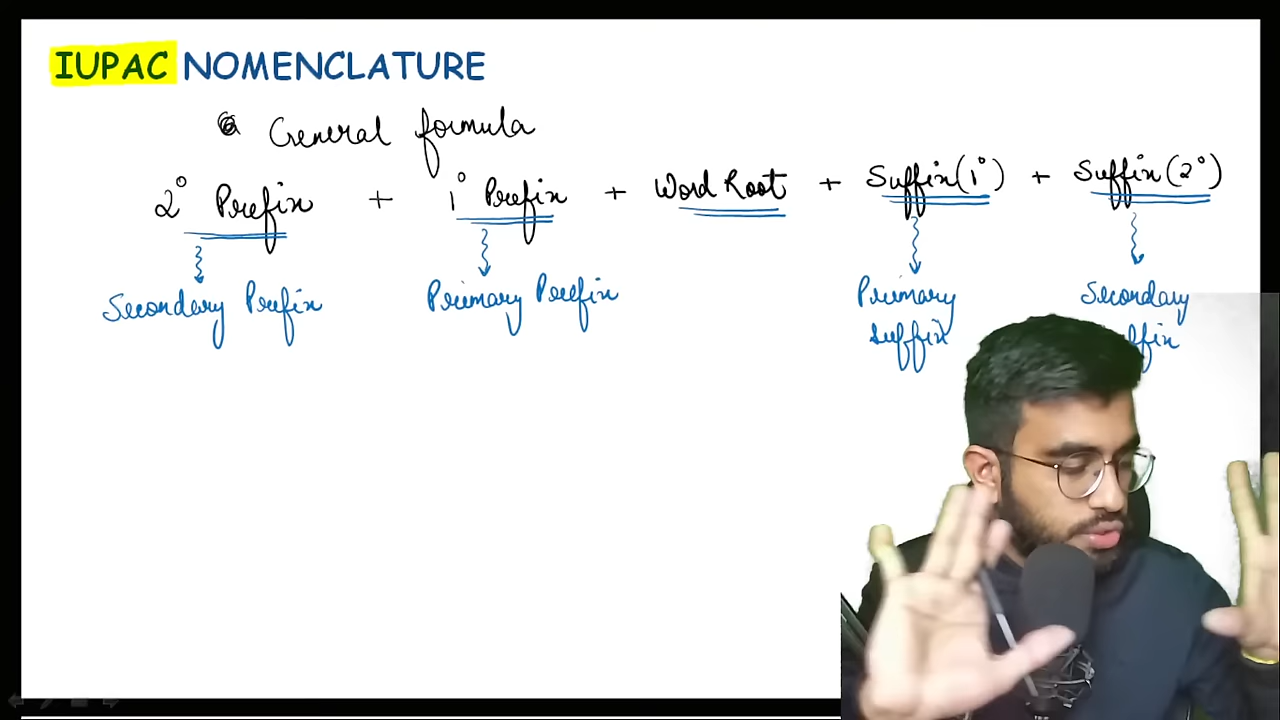 IUPAC NOMENCLATURE
General formula
2° Prefix + 1° Prefix + Word Root + Suffix (1°) + Suffix (2°)
Secondary Prefix Primary Prefix Primary Secondary
suffix